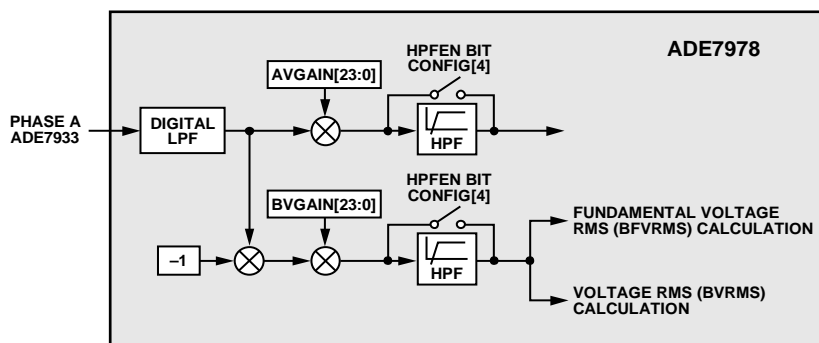 ADE7978
HPFEN BIT
CONFIG[4]
AVGAIN[23:0]
PHASE A
ADE7933
DIGITAL
LPF
HPF
HPFEN BIT
CONFIG[4]
BVGAIN[23:0]
–1
HPF
FUNDAMENTAL VOLTAGE
RMS (BFVRMS) CALCULATION
VOLTAGE RMS (BVRMS)
CALCULATION